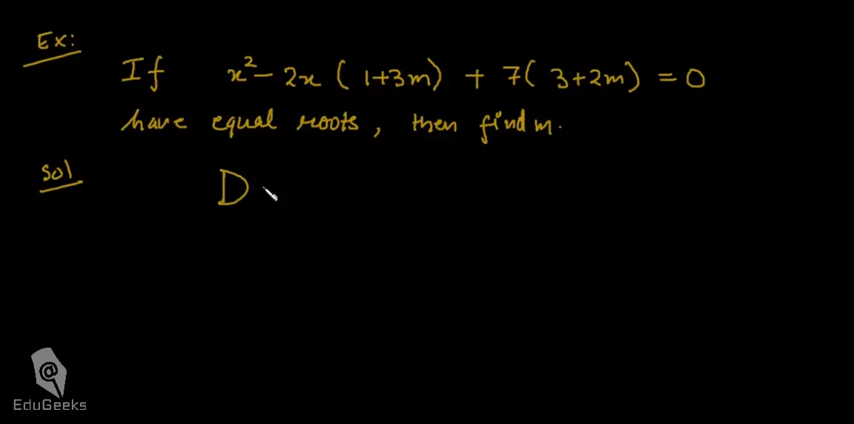 Ex:
If x² - 2x ( 1+3m) + 7( 3+2m) = 0
have equal roots, then find m.
Sol
D
@
EduGeeks